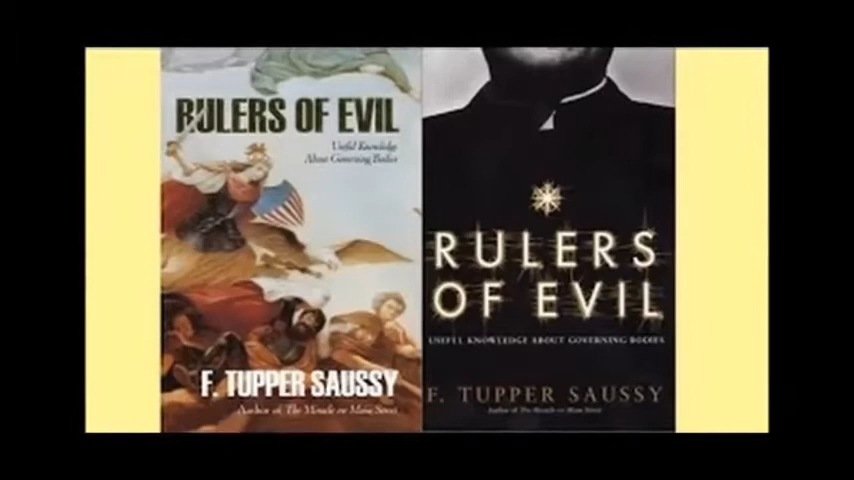 RULERS OF EVIL
Useful Knowledge
About Governing Bodies
F. TUPPER SAUSSY
Author of The Miracle on Main Street
RULERS
OF EVIL
USEFUL KNOWLEDGE ABOUT GOVERNING BODIES
F. TUPPER SAUSSY
Author of The Miracle on Main Street